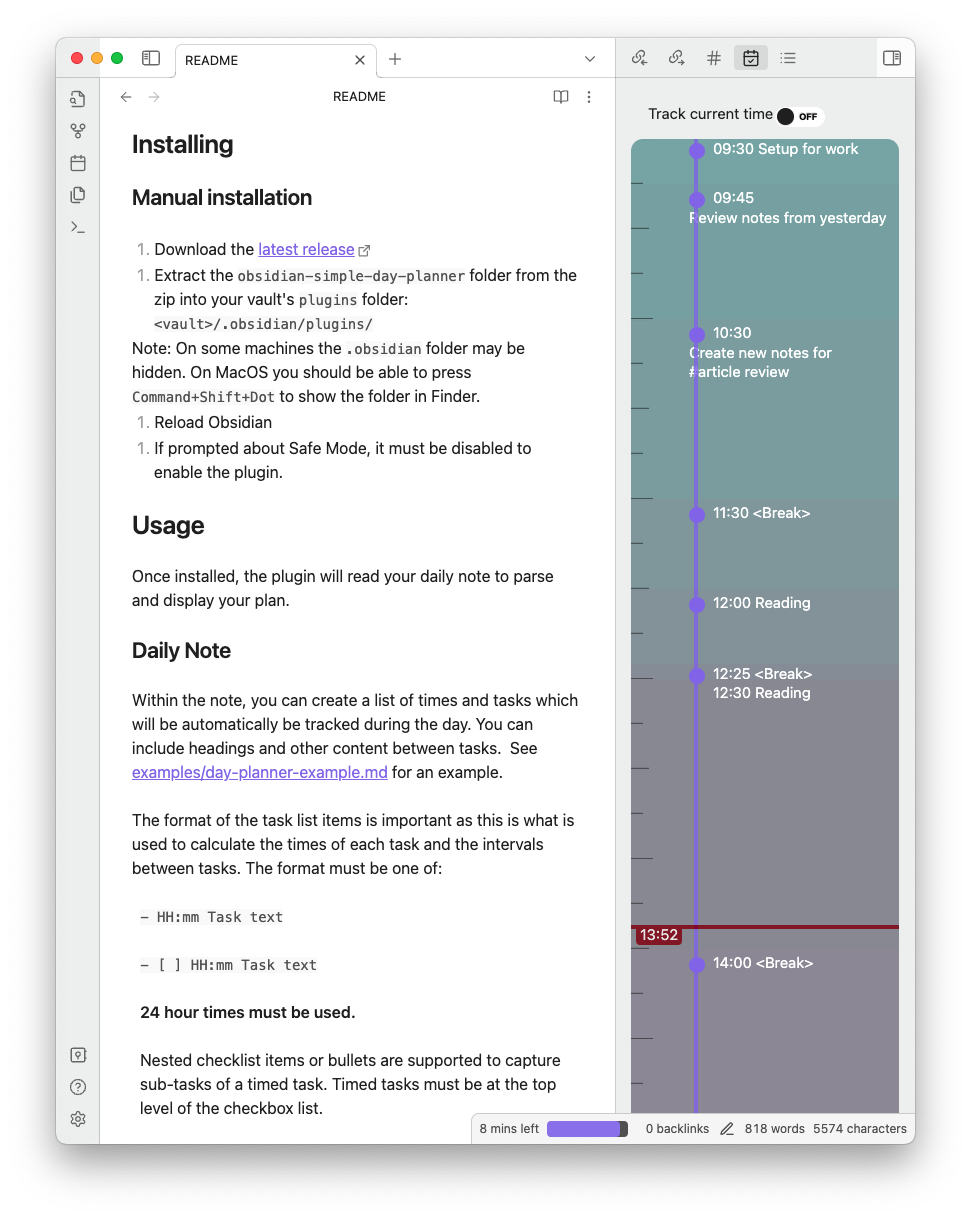 README
README
Installing
Manual installation
1. Download the latest release
1. Extract the obsidian-simple-day-planner folder from the
zip into your vault's plugins folder:
<vault>/.obsidian/plugins/
Note: On some machines the .obsidian folder may be
hidden. On MacOS you should be able to press
Command+Shift+Dot to show the folder in Finder.
1. Reload Obsidian
1. If prompted about Safe Mode, it must be disabled to
enable the plugin.
Usage
Once installed, the plugin will read your daily note to parse
and display your plan.
Daily Note
Within the note, you can create a list of times and tasks which
will be automatically be tracked during the day. You can
include headings and other content between tasks.  See
examples/day-planner-example.md for an example.
The format of the task list items is important as this is what is
used to calculate the times of each task and the intervals
between tasks. The format must be one of:
- HH:mm Task text
- [ ] HH:mm Task text
24 hour times must be used.
Nested checklist items or bullets are supported to capture
sub-tasks of a timed task. Timed tasks must be at the top
level of the checkbox list.
Track current time OFF
09:30 Setup for work
09:45
Review notes from yesterday
10:30
Create new notes for
#article review
11:30 <Break>
12:00 Reading
12:25 <Break>
12:30 Reading
13:52
14:00 <Break>
8 mins left 0 backlinks 818 words 5574 characters